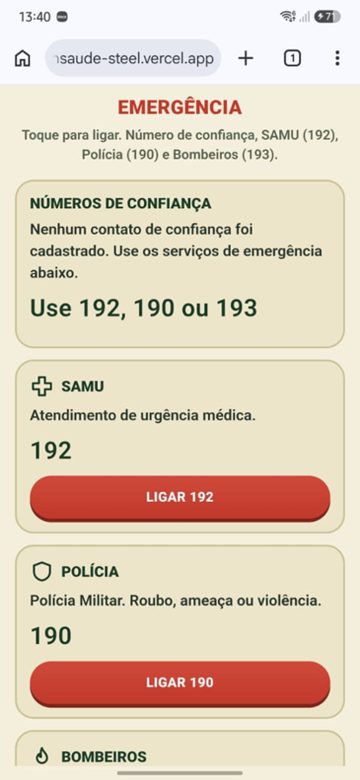 13:40
71
nsaude-steel.vercel.app
1
EMERGÊNCIA
Toque para ligar. Número de confiança, SAMU (192),
Polícia (190) e Bombeiros (193).
NÚMEROS DE CONFIANÇA
Nenhum contato de confiança foi
cadastrado. Use os serviços de emergência
abaixo.
Use 192, 190 ou 193
SAMU
Atendimento de urgência médica.
192
LIGAR 192
POLÍCIA
Polícia Militar. Roubo, ameaça ou violência.
190
LIGAR 190
BOMBEIROS